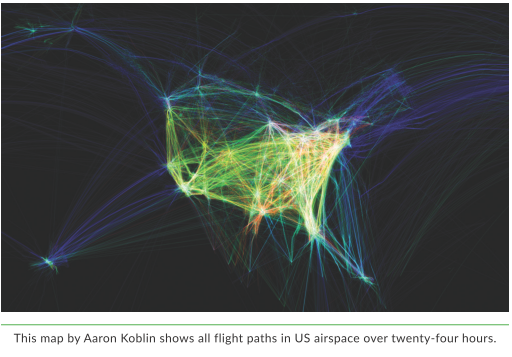 This map by Aaron Koblin shows all flight paths in US airspace over twenty-four hours.